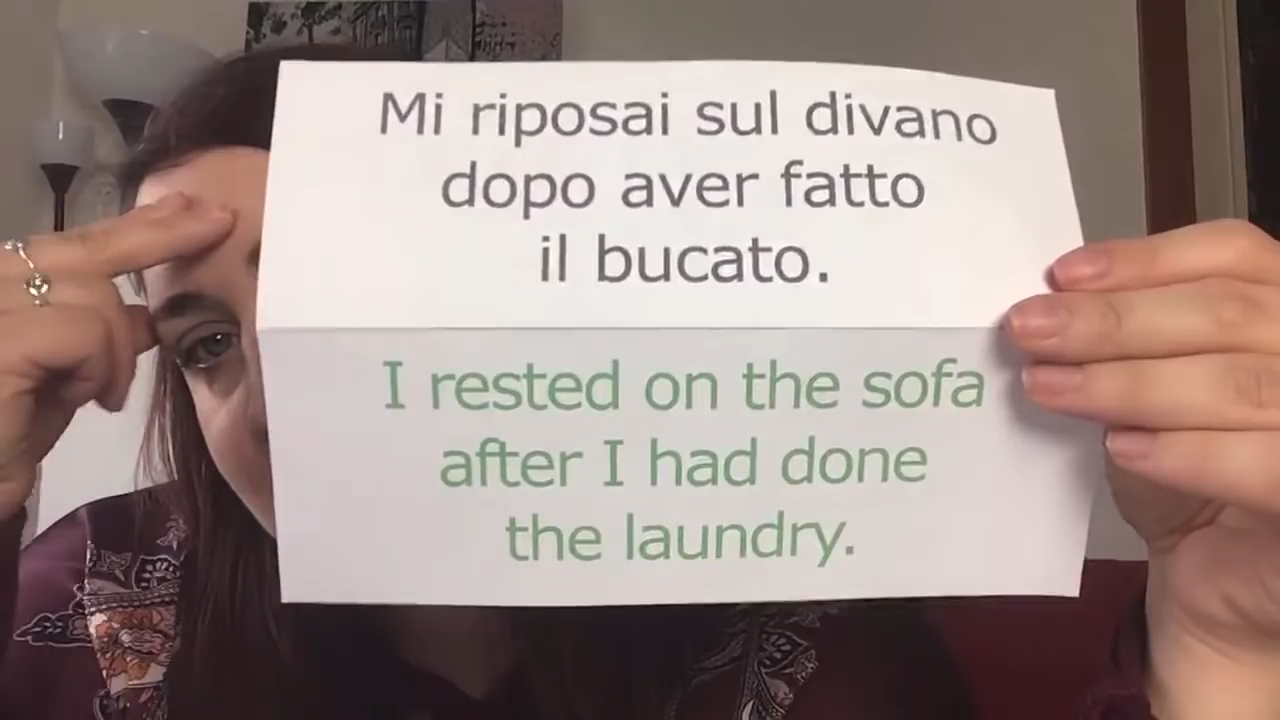 Mi riposai sul divano
dopo aver fatto
il bucato.
I rested on the sofa
after I had done
the laundry.